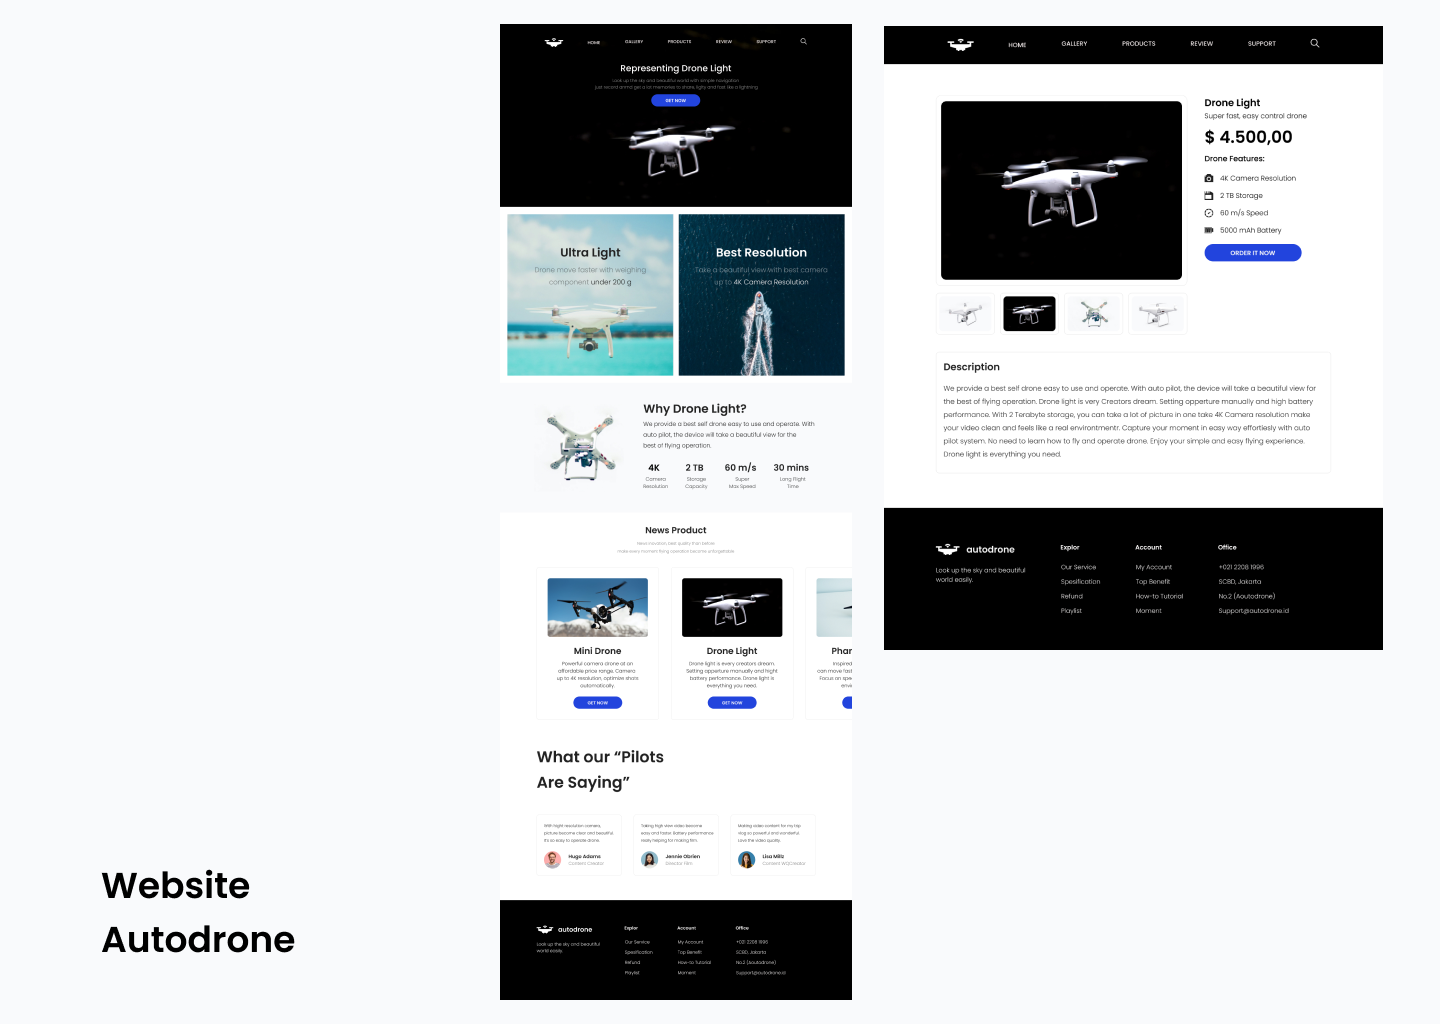 Website
Autodrone
HOME GALLERY PRODUCTS REVIEW SUPPORT
Representing Drone Light
Look up the sky and beautiful world with simple navigation
just second annna get a lot memories to share, ligty and fast like a lightning
GET NOW
Ultra Light
Drone move faster with weighing
component under 200 g
Best Resolution
Take a beautiful view with best camera
up to 4K Camera Resolution
Why Drone Light?
We provide a best self drone easy to use and operate. With
auto pilot, the device will take a beautiful view for the
best of flying operation.
4K 2 TB 60 m/s 30 mins
Camera Storage Super Long Flight
Resolution Capacity Max Speed Time
News Product
News inovation, best quality than before,
make every moment flying operation became unforgettable
Mini Drone
Powerful camera drone at an
affordable price range. Camera
up to 4K resolution, optimize shots
automatically.
GET NOW
Drone Light
Drone light is every creators dream.
Setting opperture manually and hight
battery performance. Drone light is
everything you need.
GET NOW
Phar
Inspired
can move fast
Focus on spe
envi
What our “Pilots
Are Saying”
With hight resolution camera,
picture become clear and beautiful.
It's so easy to operate drone.
Hugo Adams
Content Creator
Taking high view video become
easy and faster. Battery performance
really helping for making film.
Jennie Obrien
Director Film
Making video content for my trip
vlog so powerful and wonderful.
Love the video quality.
Lisa Miltz
Content VQCreator
autodrone
Look up the sky and beautiful
world easily.
Explor
Our Service
Spesification
Refund
Playlist
Account
My Account
Top Benefit
How-to Tutorial
Moment
Office
+021 2208 1996
SCBD, Jakarta
No.2 (Aoutodrone)
Support@autodrone.id
HOME GALLERY PRODUCTS REVIEW SUPPORT
Drone Light
Super fast, easy control drone
$ 4.500,00
Drone Features:
4K Camera Resolution
2 TB Storage
60 m/s Speed
5000 mAh Battery
ORDER IT NOW
Description
We provide a best self drone easy to use and operate. With auto pilot, the device will take a beautiful view for
the best of flying operation. Drone light is very Creators dream. Setting opperture manually and high battery
performance. With 2 Terabyte storage, you can take a lot of picture in one take 4K Camera resolution make
your video clean and feels like a real environmentr. Capture your moment in easy way effortlessly with auto
pilot system. No need to learn how to fly and operate drone. Enjoy your simple and easy flying experience.
Drone light is everything you need.
autodrone
Look up the sky and beautiful
world easily.
Explor
Our Service
Spesification
Refund
Playlist
Account
My Account
Top Benefit
How-to Tutorial
Moment
Office
+021 2208 1996
SCBD, Jakarta
No.2 (Aoutodrone)
Support@autodrone.id